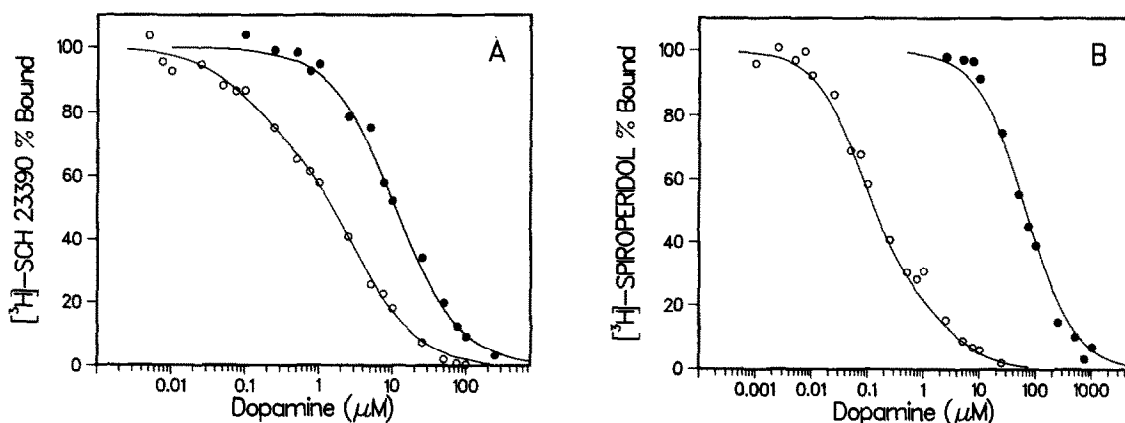 A
[³H]-SCH 23390 % Bound
100
80
60
40
20
0
0.01 0.1 1 10 100
Dopamine (μM)
B
[³H]-SPIROPERIDOL % Bound
100
80
60
40
20
0
0.001 0.01 0.1 1 10 100 1000
Dopamine (μM)